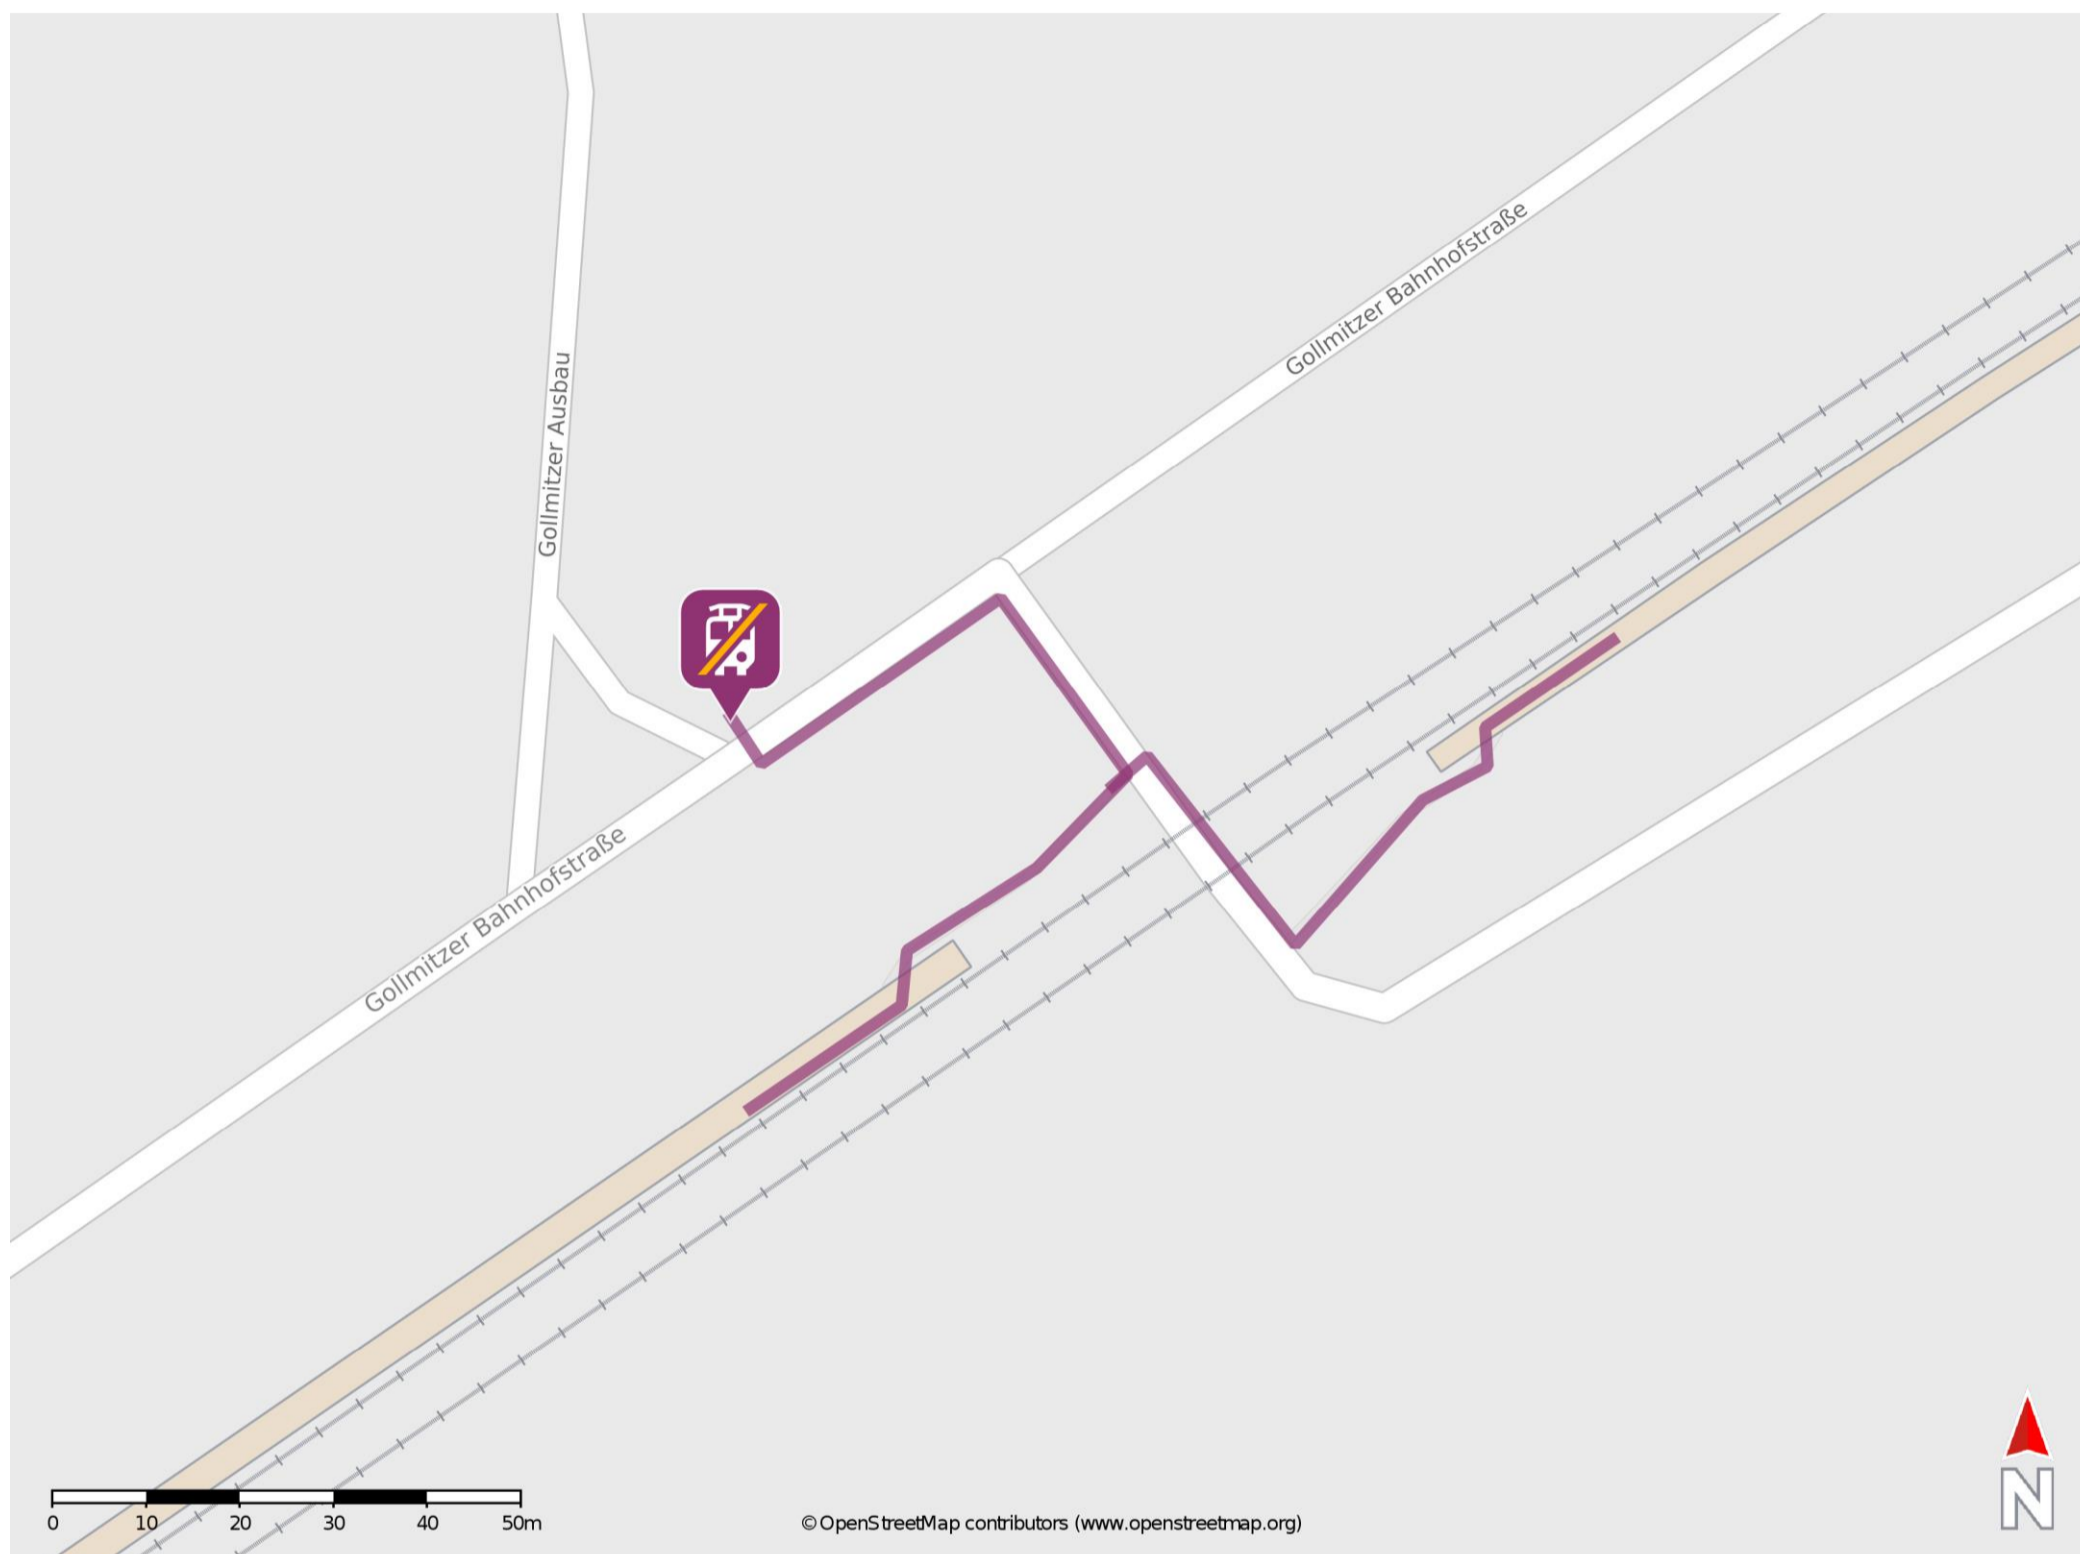 Gollmitzer Bahnhofstraße
Gollmitzer Ausbau
Gollmitzer Bahnhofstraße
0 10 20 30 40 50m
© OpenStreetMap contributors (www.openstreetmap.org)
N